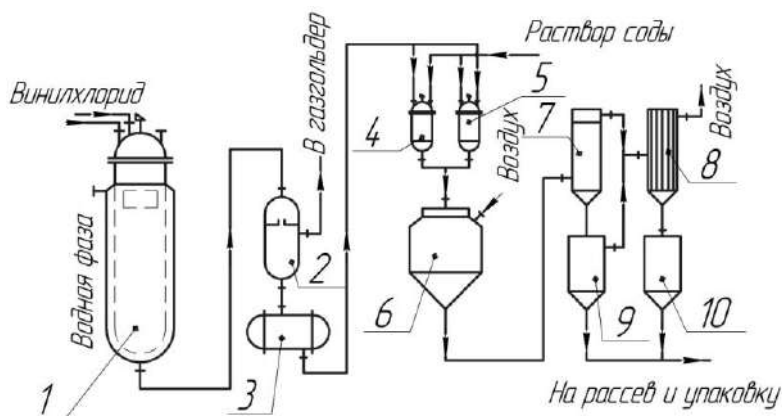 Раствор соды
Винилхлорид
В газгольдер
Воздух
Воздух
Водная фаза
1
2
3
4
5
6
7
8
9
10
На рассев и упаковку